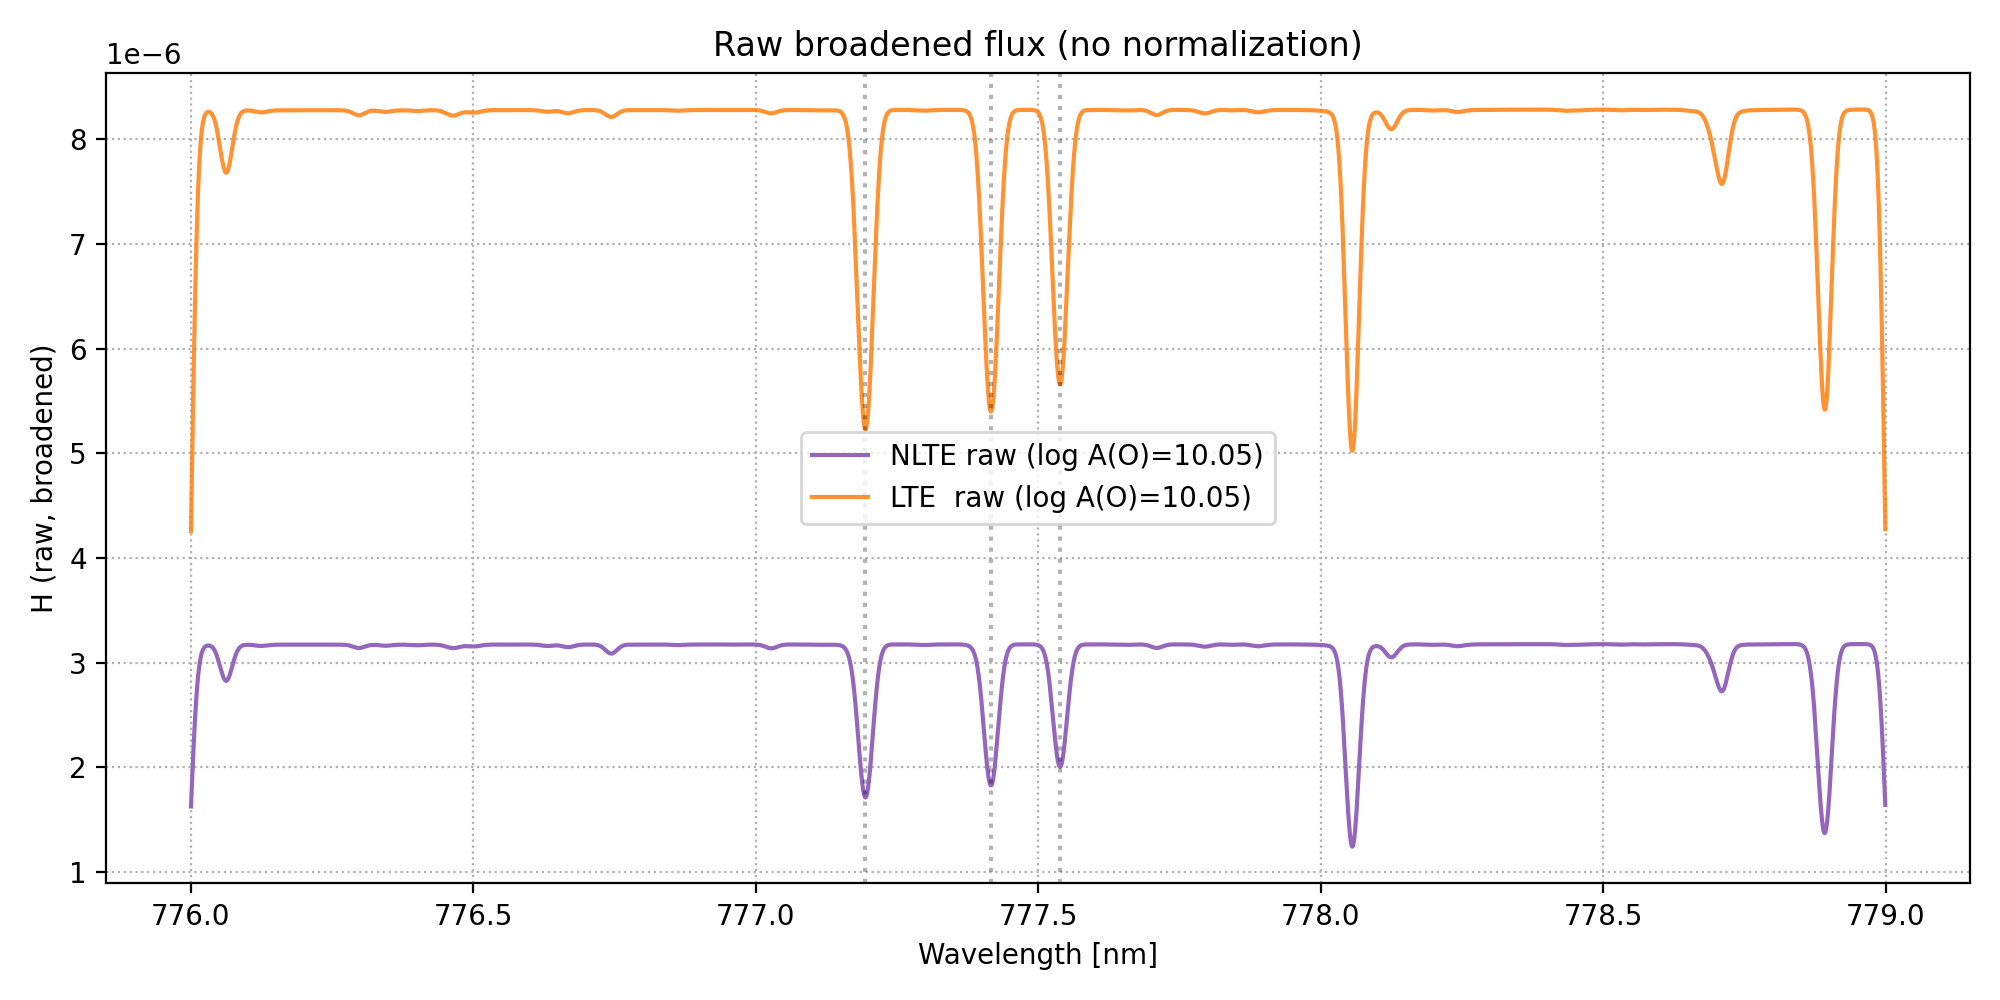 Raw broadened flux (no normalization)
1e−6
8
7
6
5
4
3
2
1
H (raw, broadened)
NLTE raw (log A(O)=10.05)
LTE  raw (log A(O)=10.05)
776.0 776.5 777.0 777.5 778.0 778.5 779.0
Wavelength [nm]